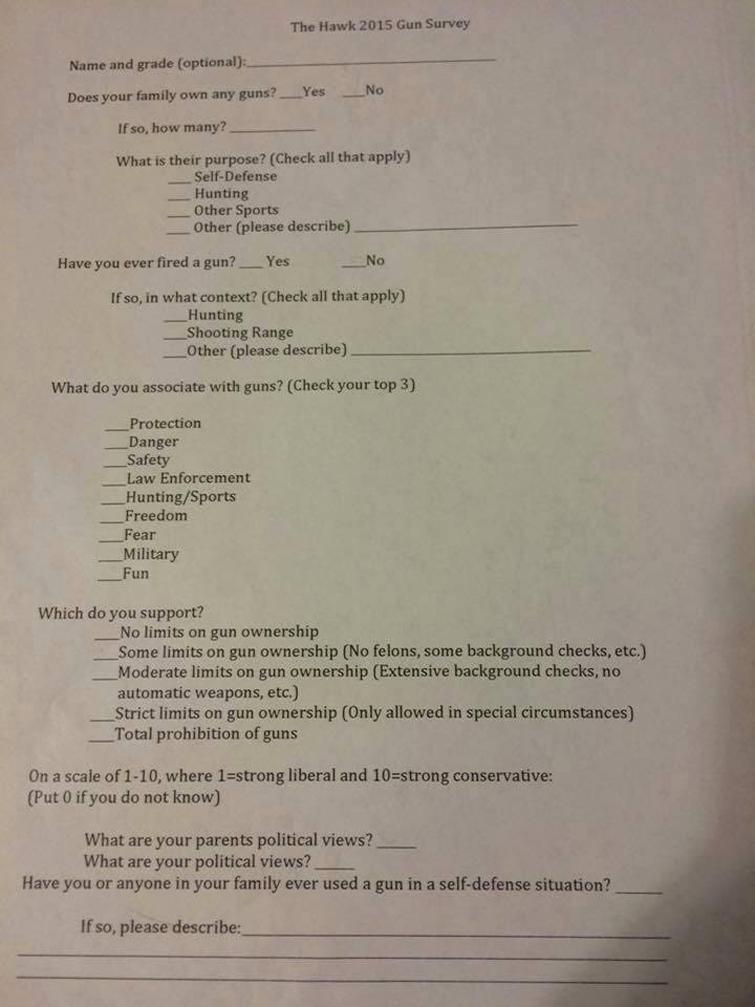 The Hawk 2015 Gun Survey
Name and grade (optional):____________________
Does your family own any guns? ___Yes ___No
If so, how many? ____________
What is their purpose? (Check all that apply)
___ Self-Defense
___ Hunting
___ Other Sports
___ Other (please describe) ____________________
Have you ever fired a gun? ___ Yes ___No
If so, in what context? (Check all that apply)
___Hunting
___Shooting Range
___Other (please describe) ____________________
What do you associate with guns? (Check your top 3)
___Protection
___Danger
___Safety
___Law Enforcement
___Hunting/Sports
___Freedom
___Fear
___Military
___Fun
Which do you support?
___No limits on gun ownership
___Some limits on gun ownership (No felons, some background checks, etc.)
___Moderate limits on gun ownership (Extensive background checks, no
automatic weapons, etc.)
___Strict limits on gun ownership (Only allowed in special circumstances)
___Total prohibition of guns
On a scale of 1-10, where 1=strong liberal and 10=strong conservative:
(Put 0 if you do not know)
What are your parents political views? _____
What are your political views? _____
Have you or anyone in your family ever used a gun in a self-defense situation? ______
If so, please describe:____________________